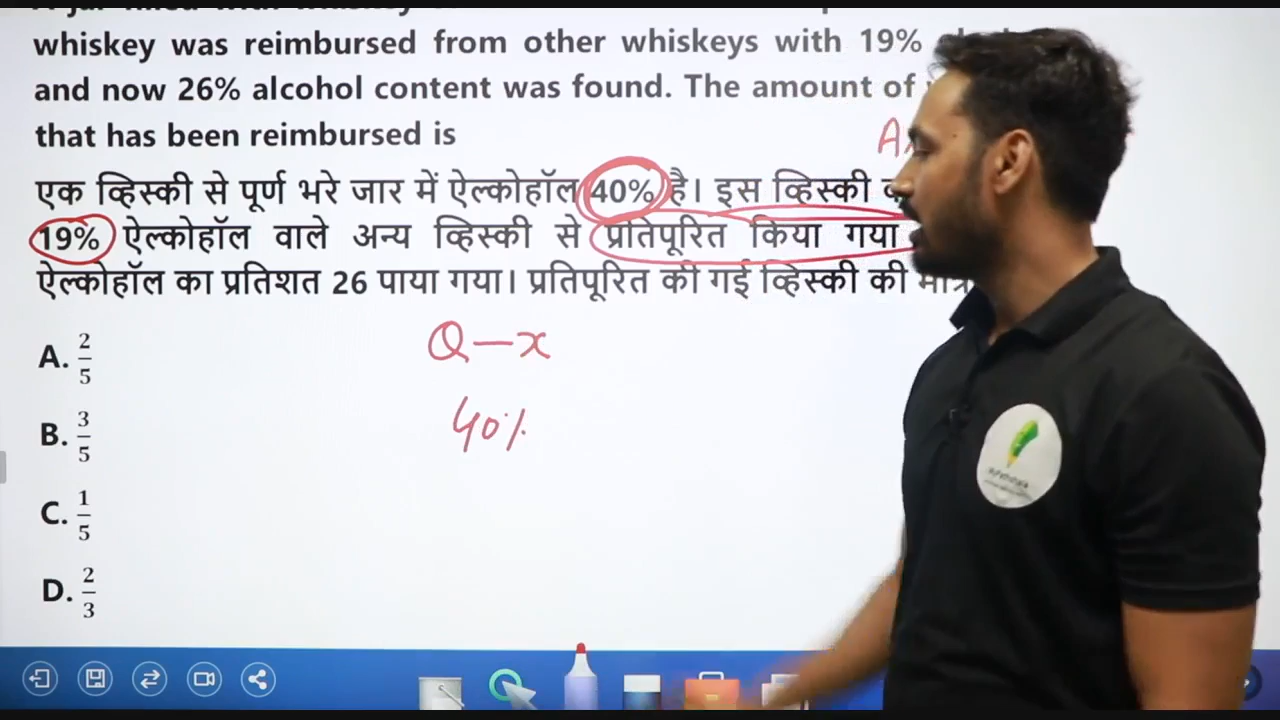 whiskey was reimbursed from other whiskeys with 19%
and now 26% alcohol content was found. The amount of
that has been reimbursed is
एक व्हिस्की से पूर्ण भरे जार में ऐल्कोहॉल 40% है। इस व्हिस्की
19% ऐल्कोहॉल वाले अन्य व्हिस्की से प्रतिपूरित किया गया
ऐल्कोहॉल का प्रतिशत 26 पाया गया। प्रतिपूरित की गई व्हिस्की की
A. 2/5
B. 3/5
C. 1/5
D. 2/3
Q — x
40%